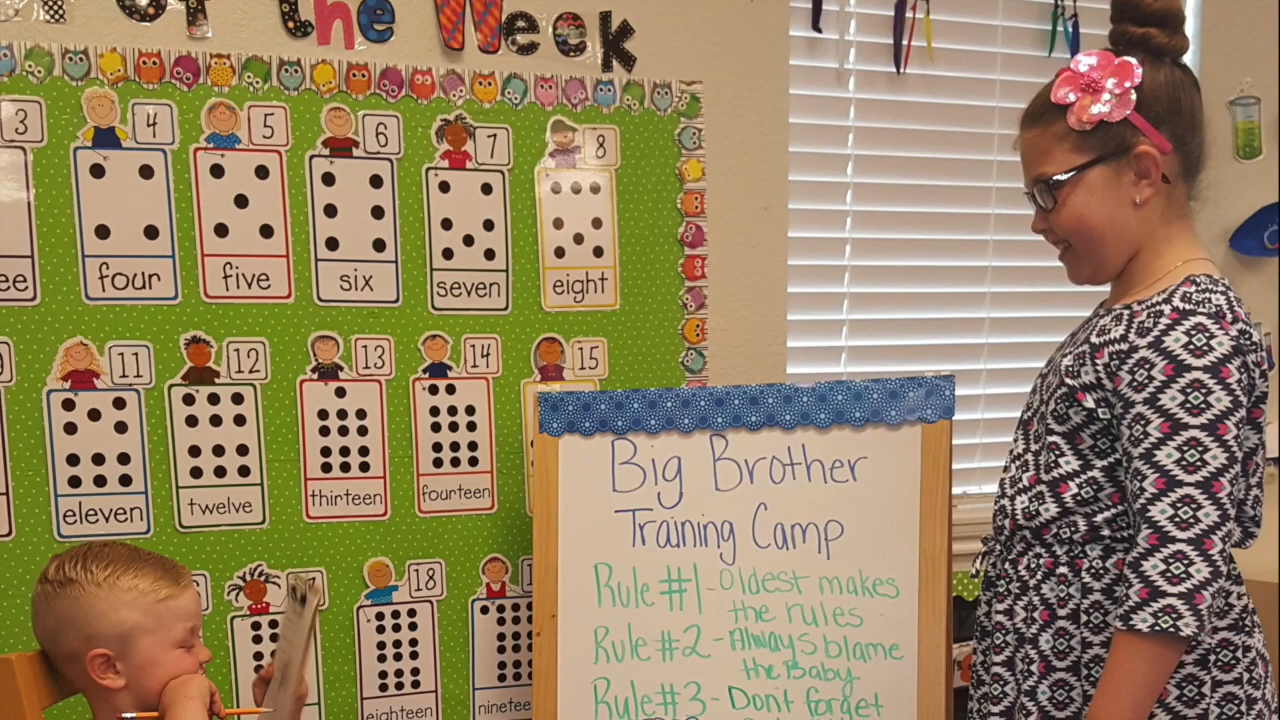 of the Week
3
4
5
6
7
8
ee
four
five
six
seven
eight
11
12
13
14
15
eleven
twelve
thirteen
fourteen
18
1
eighteen
ninetee
Big Brother
Training Camp
Rule #1-Oldest makes
the rules
Rule #2-Always blame
the Baby
Rule #3-Don't forget